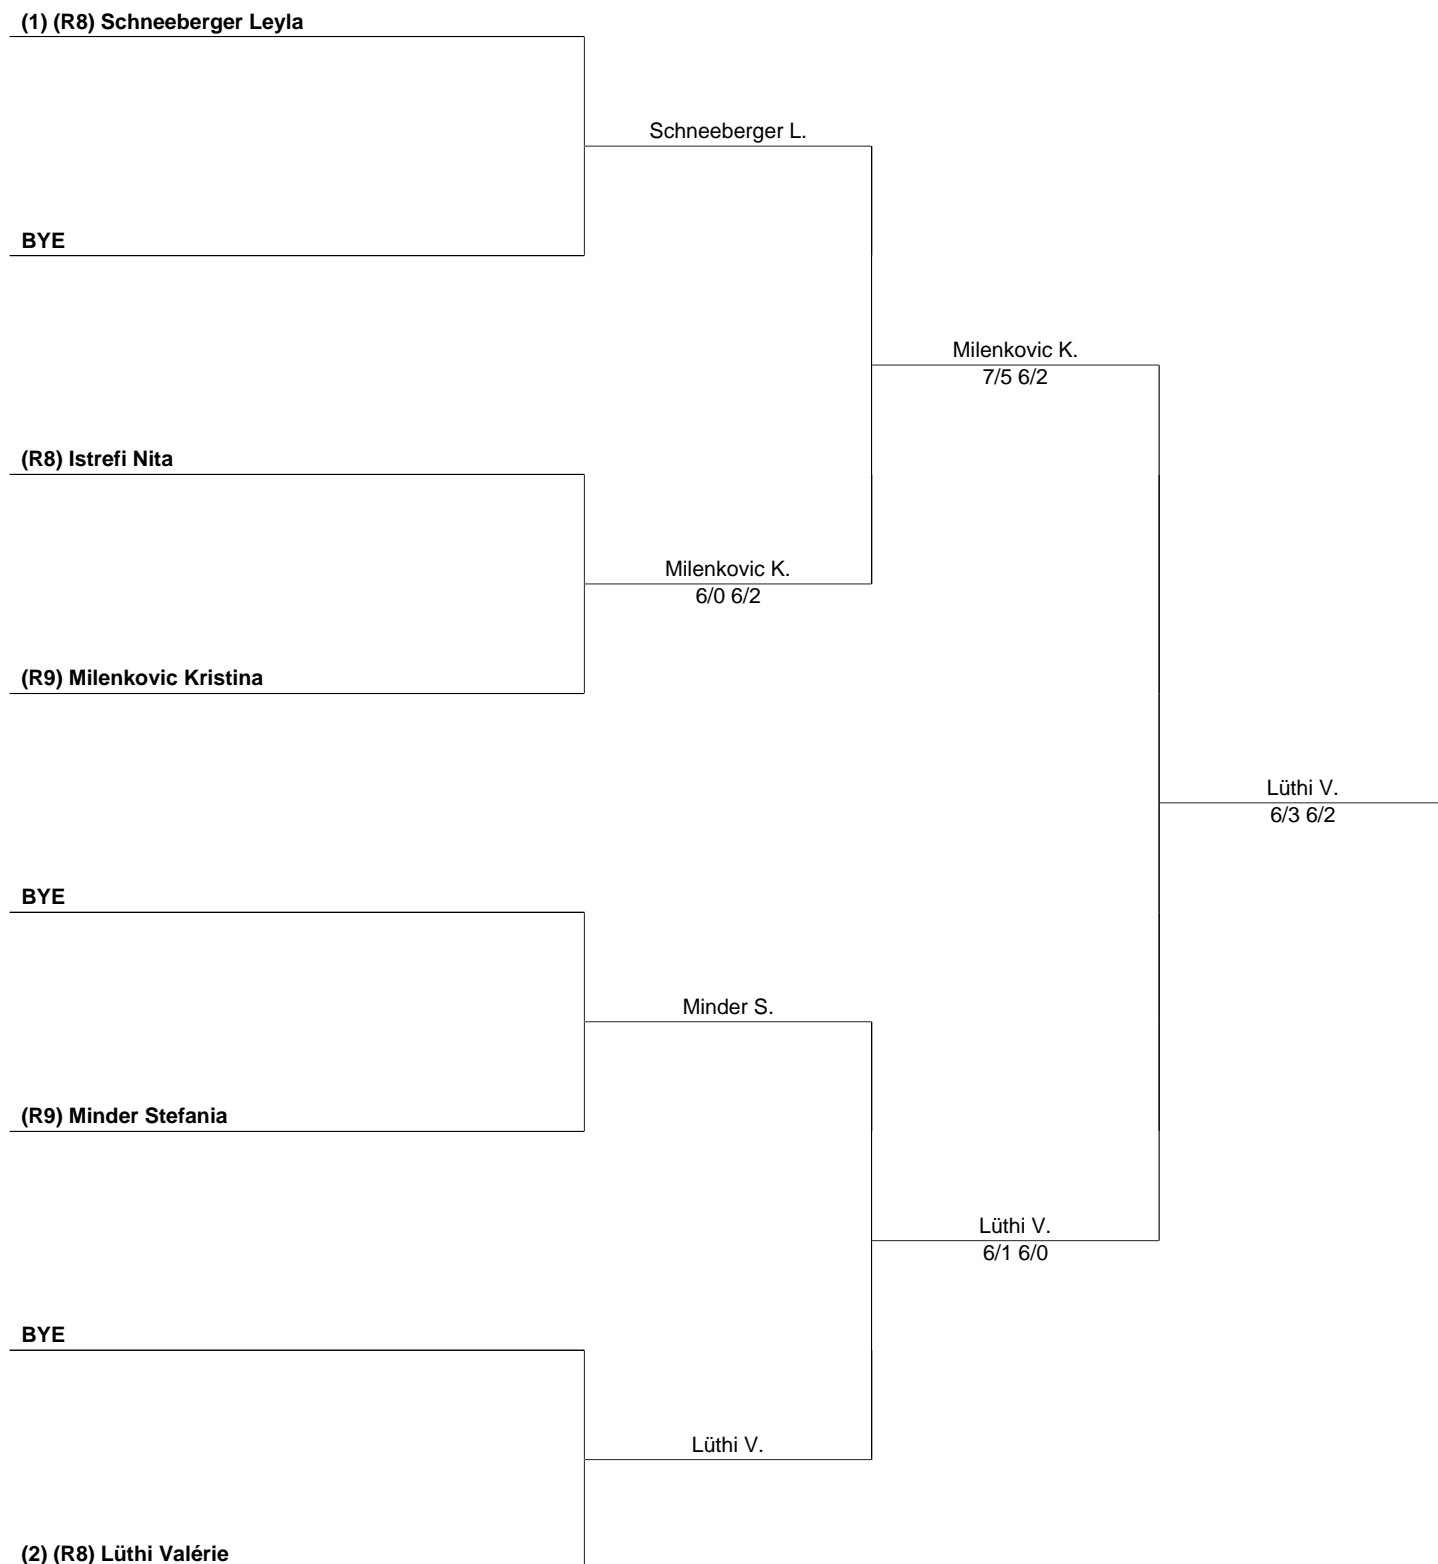 (1) (R8) Schneeberger Leyla
Schneeberger L.
BYE
Milenkovic K.
7/5 6/2
(R8) Istrefi Nita
Milenkovic K.
6/0 6/2
(R9) Milenkovic Kristina
Lüthi V.
6/3 6/2
BYE
Minder S.
(R9) Minder Stefania
Lüthi V.
6/1 6/0
BYE
Lüthi V.
(2) (R8) Lüthi Valérie